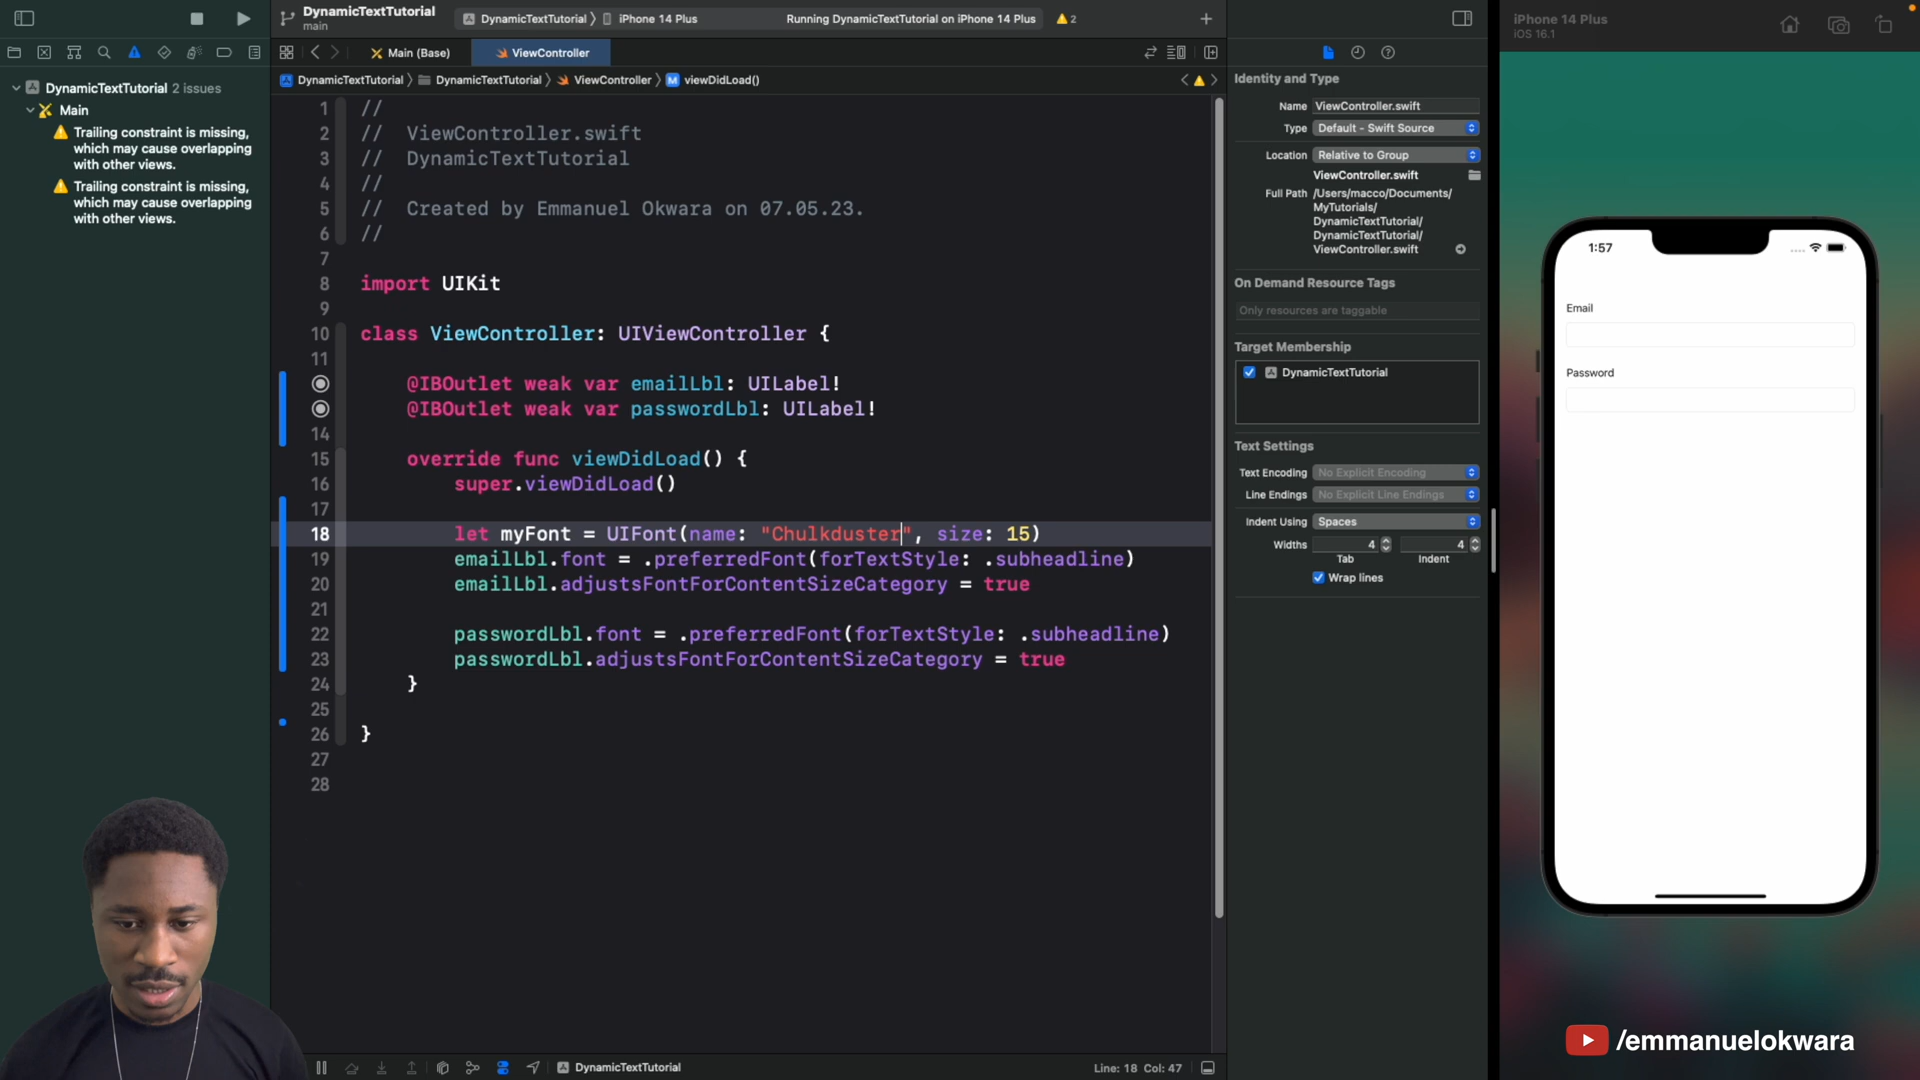 DynamicTextTutorial
main
DynamicTextTutorial 〉 iPhone 14 Plus
Running DynamicTextTutorial on iPhone 14 Plus
2
Main (Base)
ViewController
DynamicTextTutorial 〉 DynamicTextTutorial 〉 ViewController 〉 M viewDidLoad()
DynamicTextTutorial 2 issues
Main
Trailing constraint is missing,
which may cause overlapping
with other views.
Trailing constraint is missing,
which may cause overlapping
with other views.
1 //
2 //  ViewController.swift
3 //  DynamicTextTutorial
4 //
5 //  Created by Emmanuel Okwara on 07.05.23.
6 //
7
8 import UIKit
9
10 class ViewController: UIViewController {
11
@IBOutlet weak var emailLbl: UILabel!
@IBOutlet weak var passwordLbl: UILabel!
14
15 override func viewDidLoad() {
16 super.viewDidLoad()
17
18 let myFont = UIFont(name: "Chulkduster", size: 15)
19 emailLbl.font = .preferredFont(forTextStyle: .subheadline)
20 emailLbl.adjustsFontForContentSizeCategory = true
21
22 passwordLbl.font = .preferredFont(forTextStyle: .subheadline)
23 passwordLbl.adjustsFontForContentSizeCategory = true
24 }
25
26 }
27
28
DynamicTextTutorial
Line: 18 Col: 47
Identity and Type
Name ViewController.swift
Type Default - Swift Source
Location Relative to Group
ViewController.swift
Full Path /Users/macco/Documents/
MyTutorials/
DynamicTextTutorial/
DynamicTextTutorial/
ViewController.swift
On Demand Resource Tags
Only resources are taggable
Target Membership
DynamicTextTutorial
Text Settings
Text Encoding No Explicit Encoding
Line Endings No Explicit Line Endings
Indent Using Spaces
Widths 4 4
Tab Indent
Wrap lines
iPhone 14 Plus
iOS 16.1
1:57
Email
Password
/emmanuelokwara